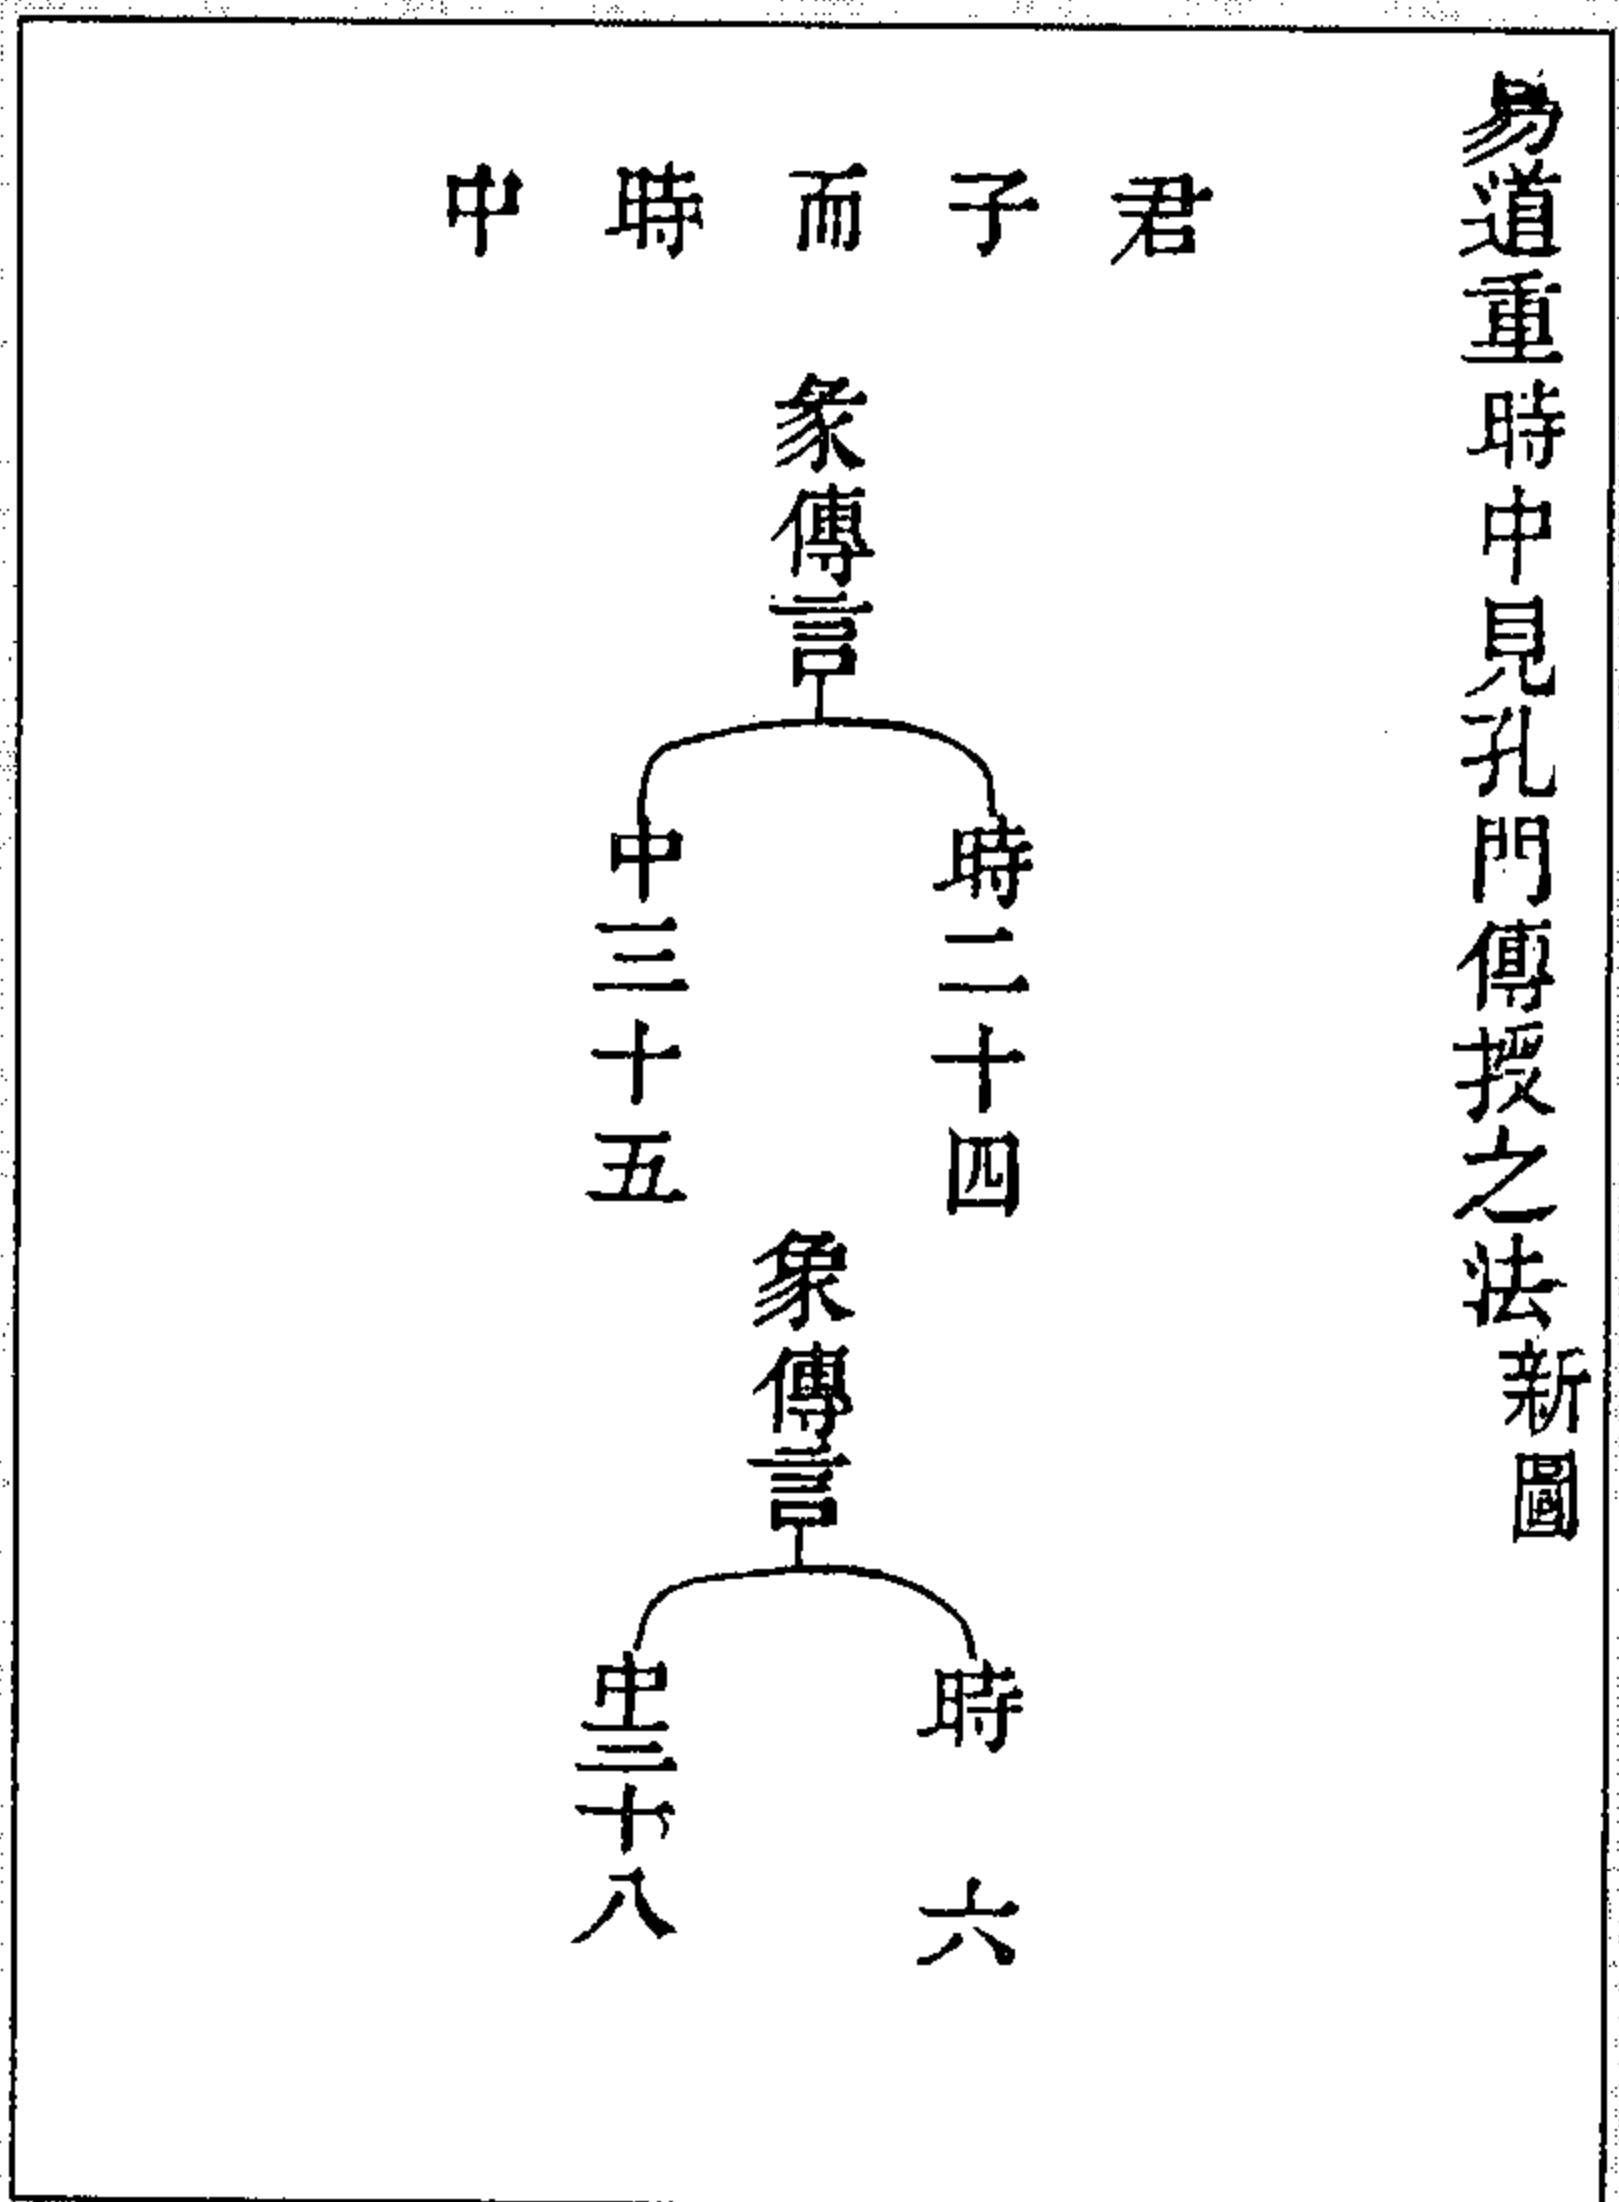 易道重時中見孔門傳授之法新圖
君子而時中
彖傳言
時二十四
中三十五
象傳言
時 六
中三十八